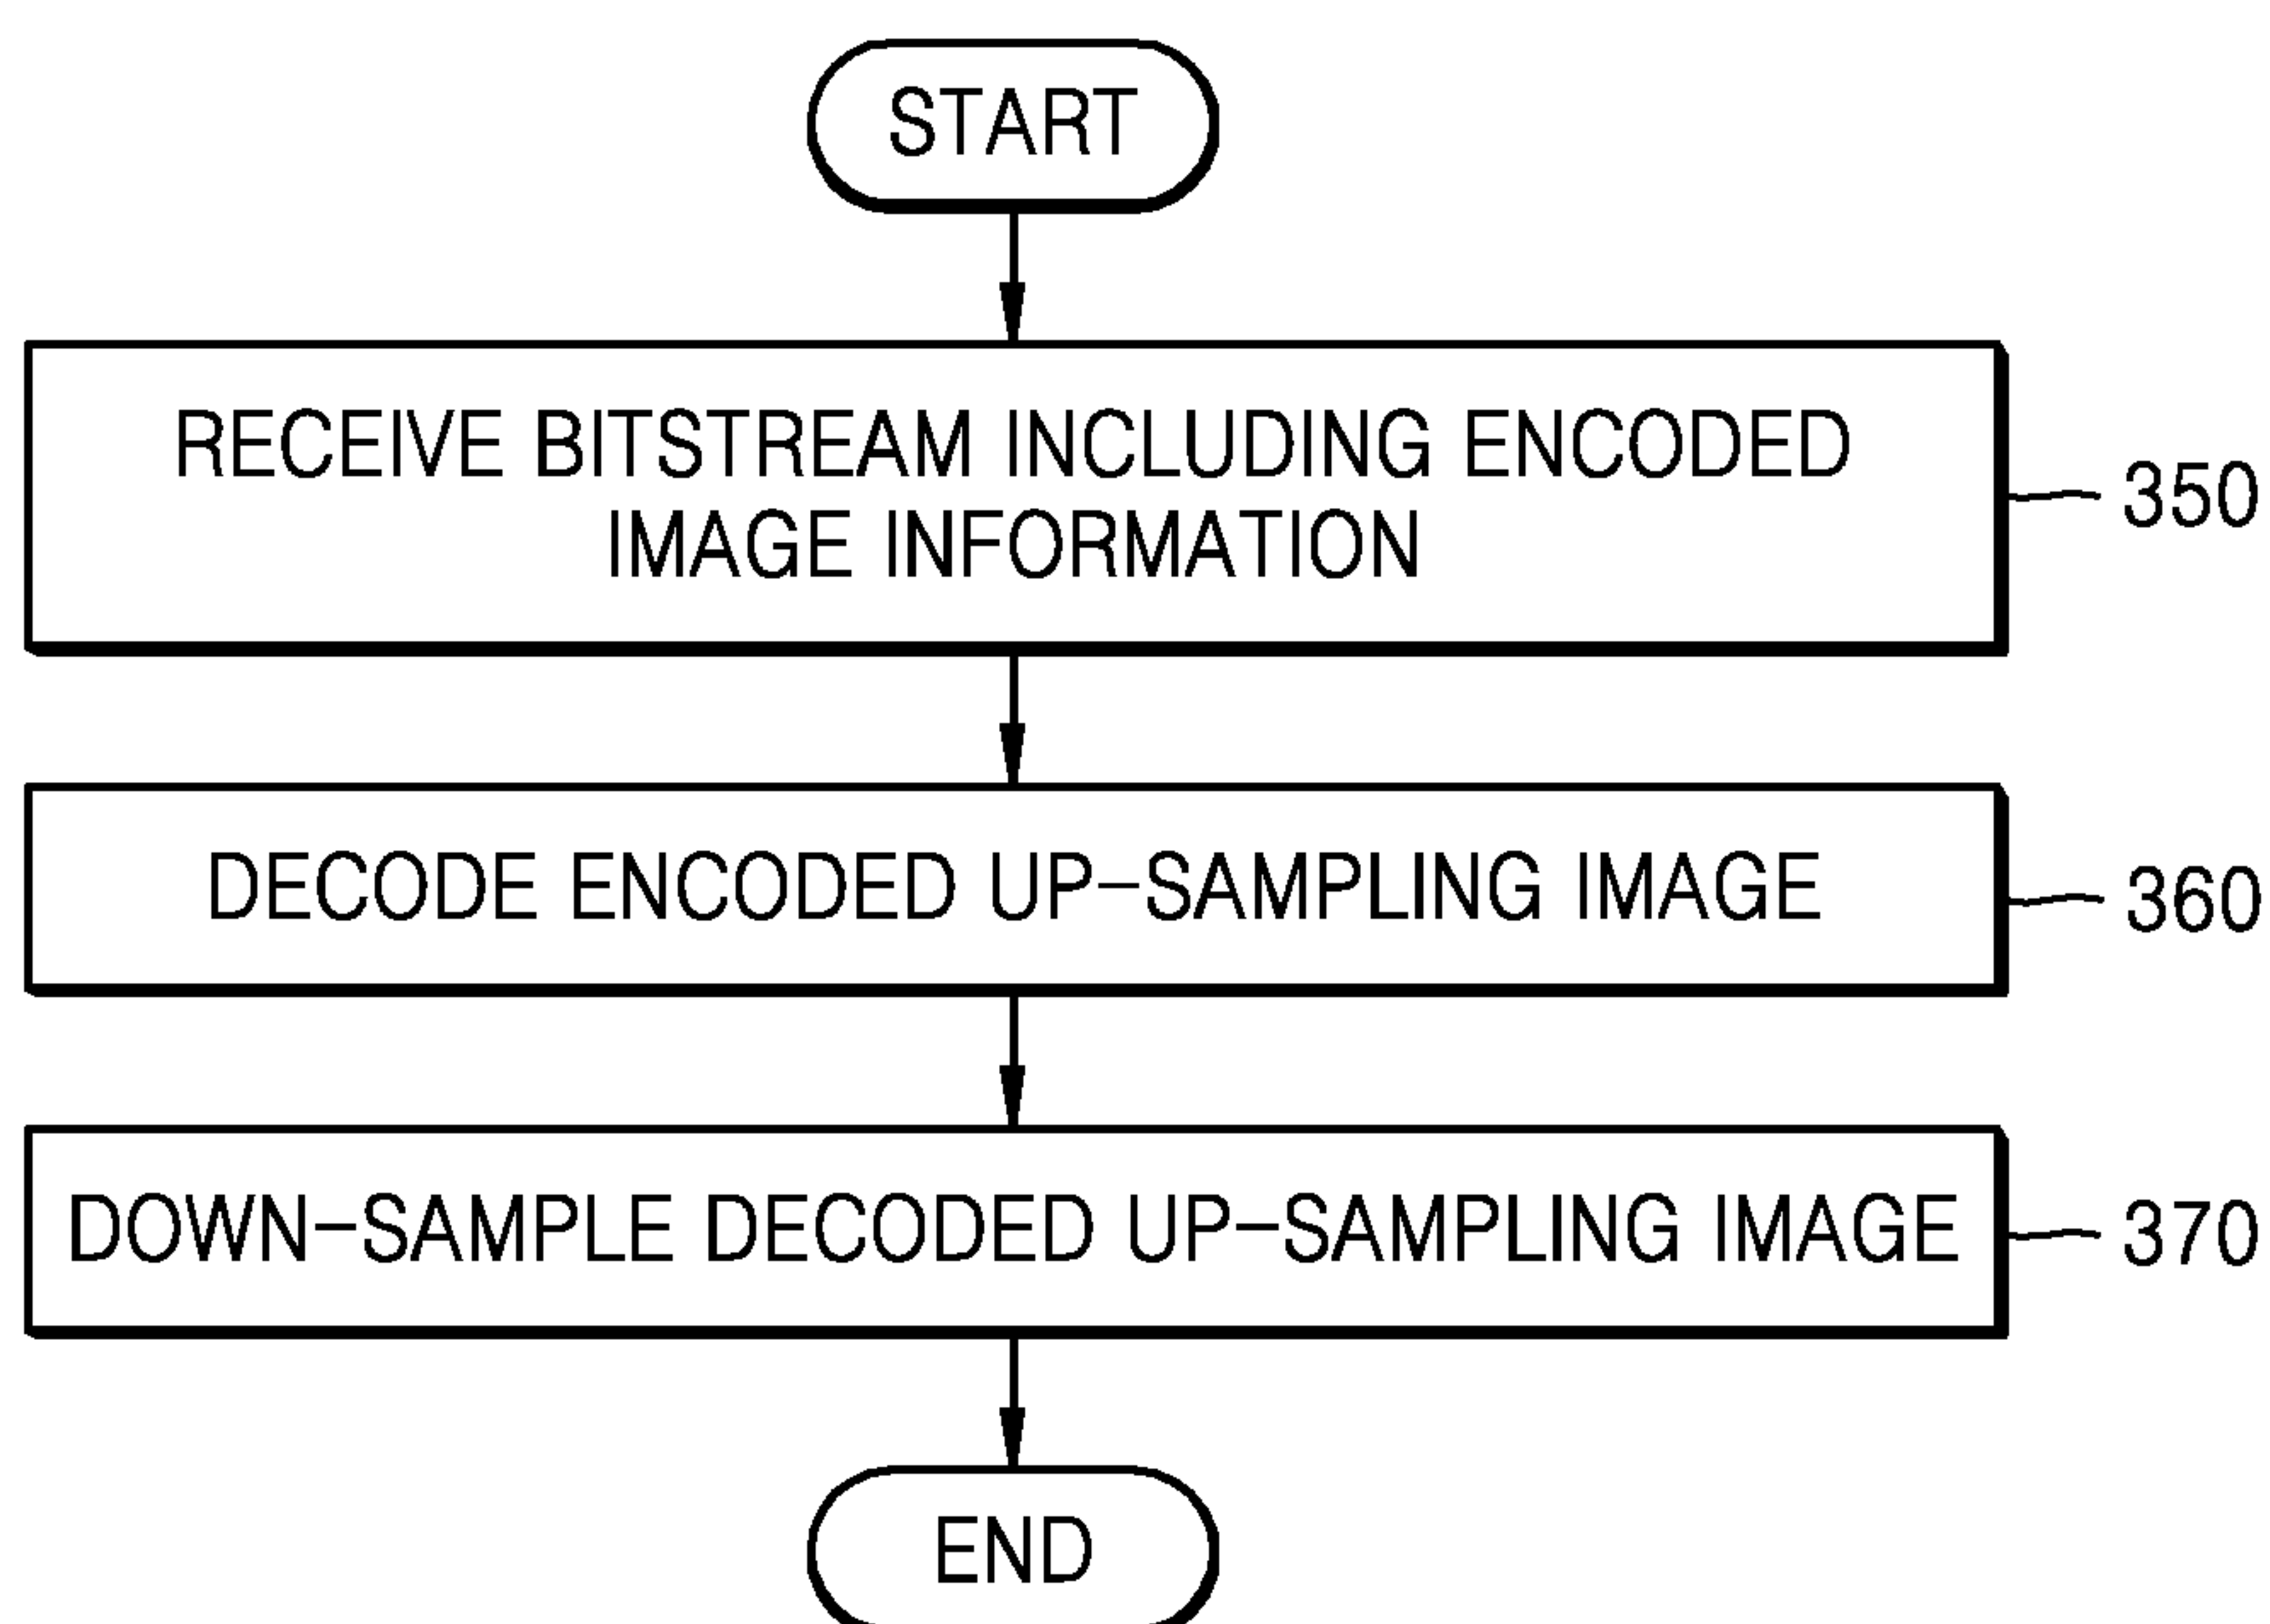 START
RECEIVE BITSTREAM INCLUDING ENCODED
IMAGE INFORMATION
350
DECODE ENCODED UP-SAMPLING IMAGE
360
DOWN-SAMPLE DECODED UP-SAMPLING IMAGE
370
END